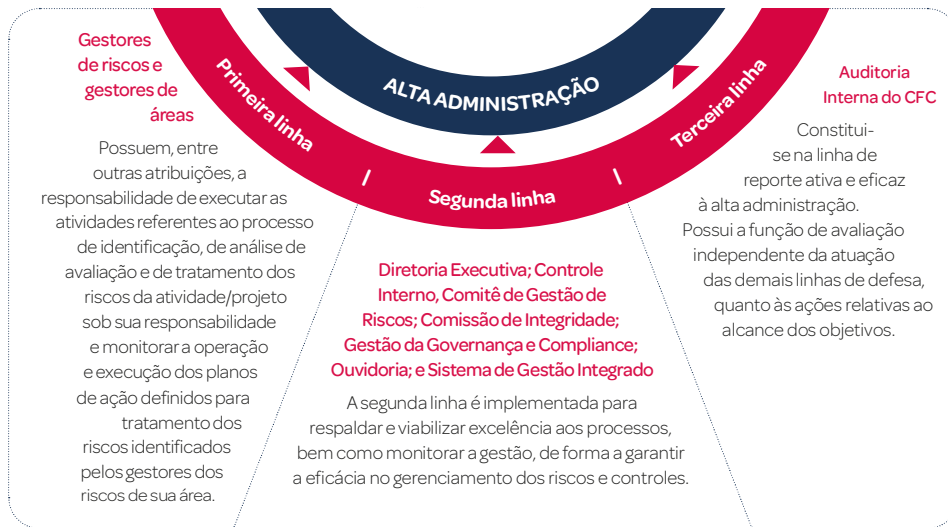 ALTA ADMINISTRAÇÃO
Primeira linha
Segunda linha
Terceira linha
Gestores
de riscos e
gestores de
áreas
Possuem, entre
outras atribuições, a
responsabilidade de executar as
atividades referentes ao processo
de identificação, de análise de
avaliação e de tratamento dos
riscos da atividade/projeto
sob sua responsabilidade
e monitorar a operação
e execução dos planos
de ação definidos para
tratamento dos
riscos identificados
pelos gestores dos
riscos de sua área.
Diretoria Executiva; Controle
Interno, Comitê de Gestão de
Riscos; Comissão de Integridade;
Gestão da Governança e Compliance;
Ouvidoria; e Sistema de Gestão Integrado
A segunda linha é implementada para
respaldar e viabilizar excelência aos processos,
bem como monitorar a gestão, de forma a garantir
a eficácia no gerenciamento dos riscos e controles.
Auditoria
Interna do CFC
Constitui-
se na linha de
reporte ativa e eficaz
à alta administração.
Possui a função de avaliação
independente da atuação
das demais linhas de defesa,
quanto às ações relativas ao
alcance dos objetivos.